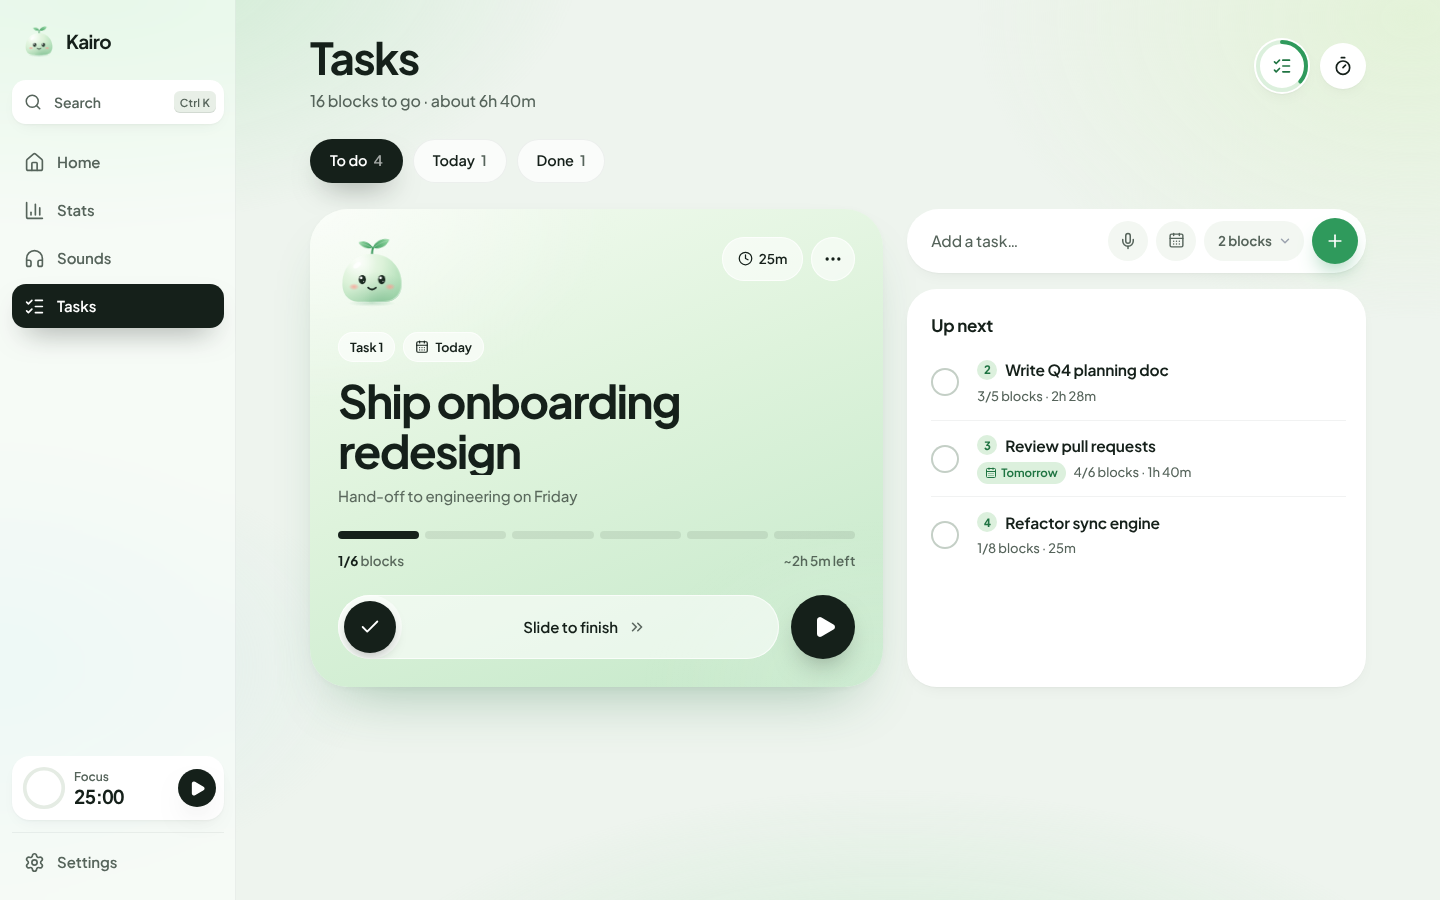 Kairo
Search
Ctrl K
Home
Stats
Sounds
Tasks
Focus
25:00
Settings
Tasks
16 blocks to go · about 6h 40m
To do 4
Today 1
Done 1
25m
Task 1
Today
Ship onboarding
redesign
Hand-off to engineering on Friday
1/6 blocks
~2h 5m left
Slide to finish
Add a task...
2 blocks
Up next
2 Write Q4 planning doc
3/5 blocks · 2h 28m
3 Review pull requests
Tomorrow 4/6 blocks · 1h 40m
4 Refactor sync engine
1/8 blocks · 25m